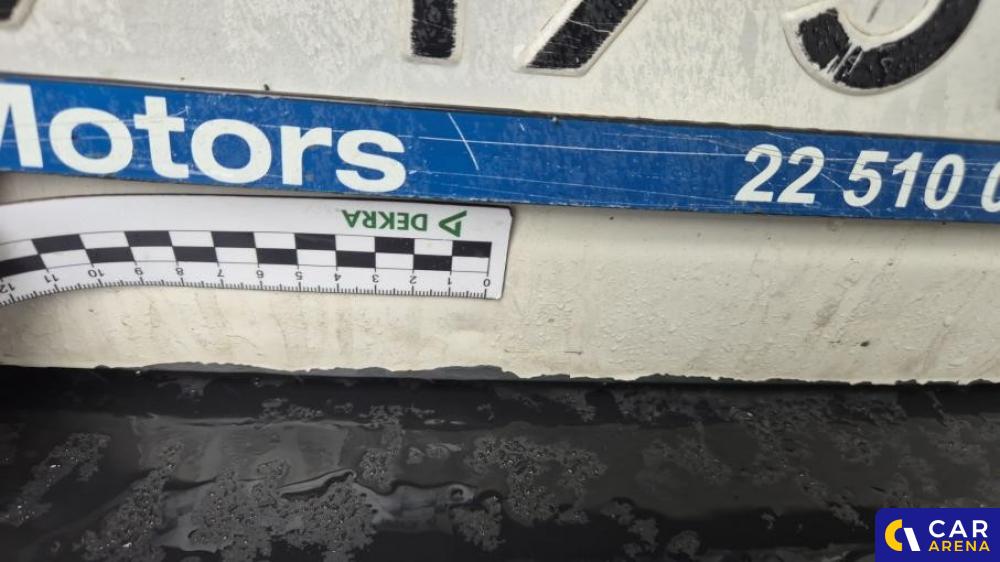 Motors
22 510
DEKRA
12 11 10 9 8 7 6 5 4 3 2 1 0
CAR
ARENA